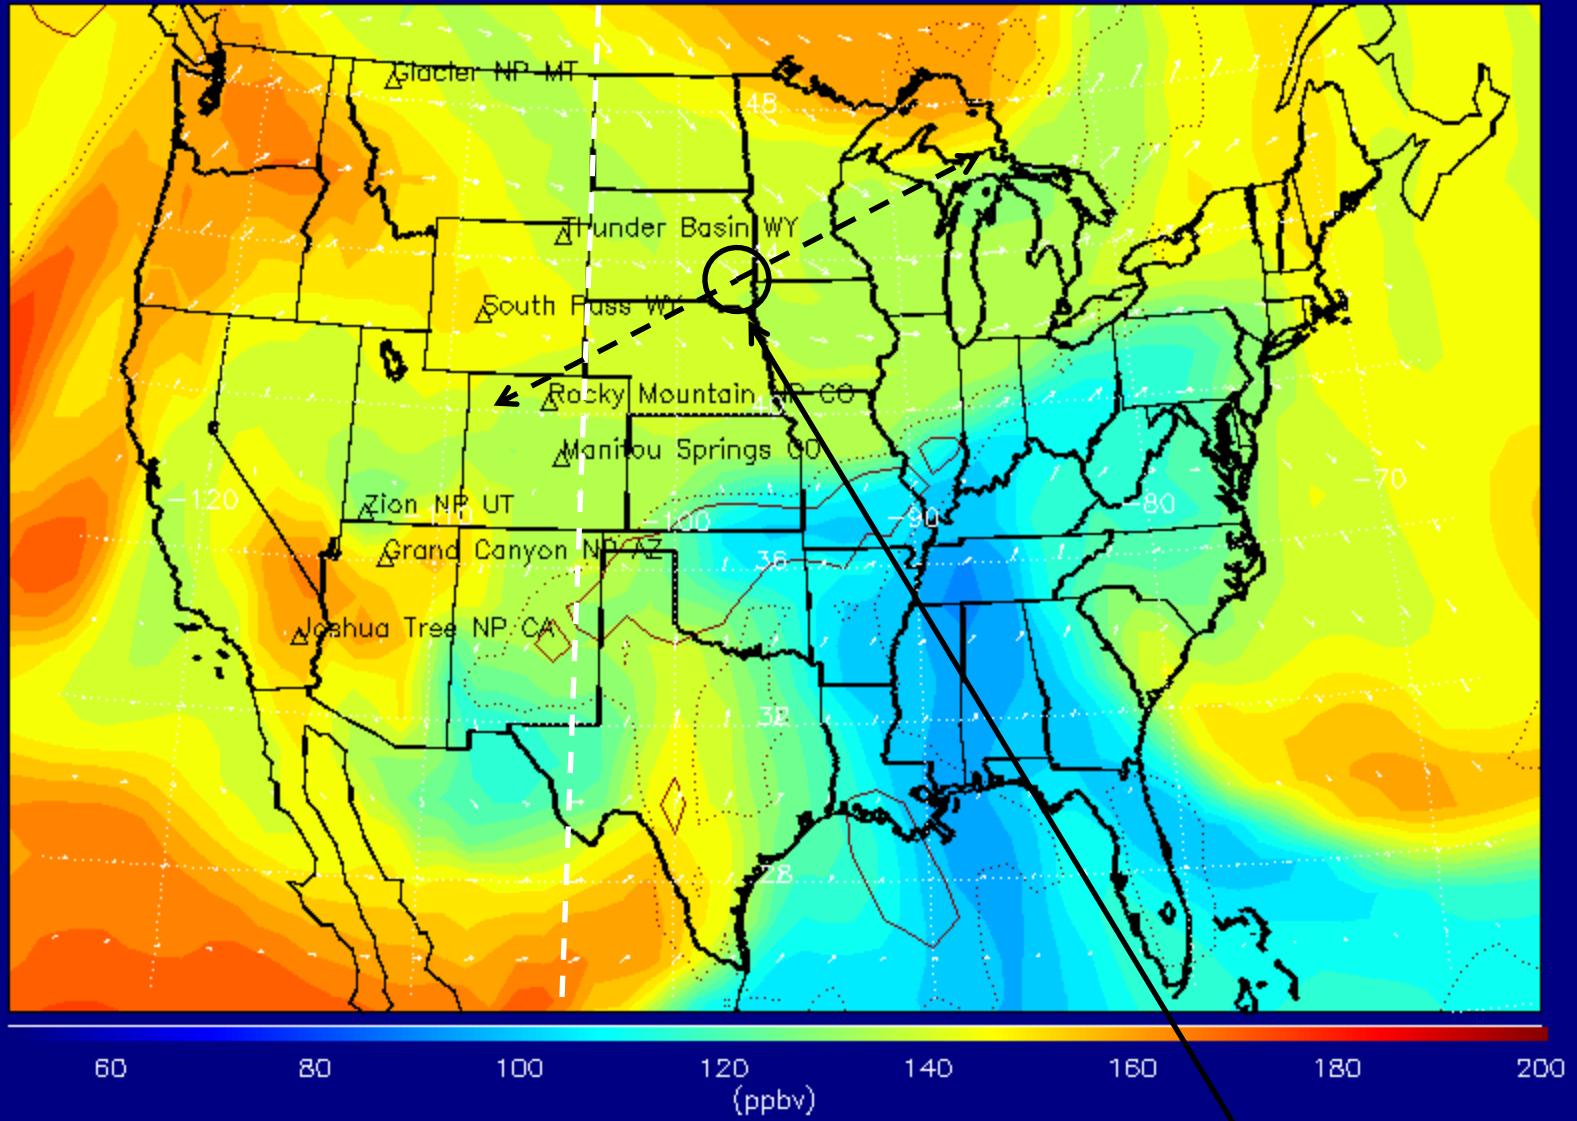 Glacier NP MT
48
Thunder Basin WY
44
South Pass WY
Rocky Mountain NP CO
40
Manitou Springs CO
Zion NP UT
-120
-110
-100
-90
-80
-70
Grand Canyon NP AZ
36
Joshua Tree NP CA
32
28
60 80 100 120 140 160 180 200
(ppbv)